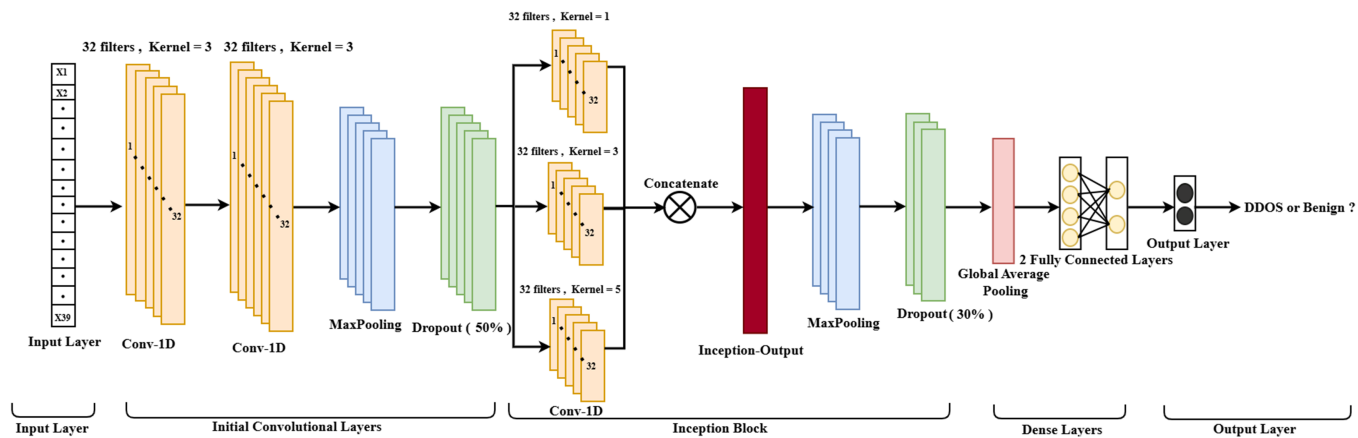 32 filters , Kernel = 3
32 filters , Kernel = 3
X1
X2
X39
Input Layer
1
32
Conv-1D
1
32
Conv-1D
MaxPooling
Dropout ( 50%)
32 filters , Kernel = 1
1
32
32 filters, Kernel = 3
1
32
32 filters, Kernel = 5
1
32
Conv-1D
Concatenate
Inception-Output
MaxPooling
Dropout (30%)
Global Average
Pooling
2 Fully Connected Layers
Output Layer
DDOS or Benign ?
Input Layer
Initial Convolutional Layers
Inception Block
Dense Layers
Output Layer